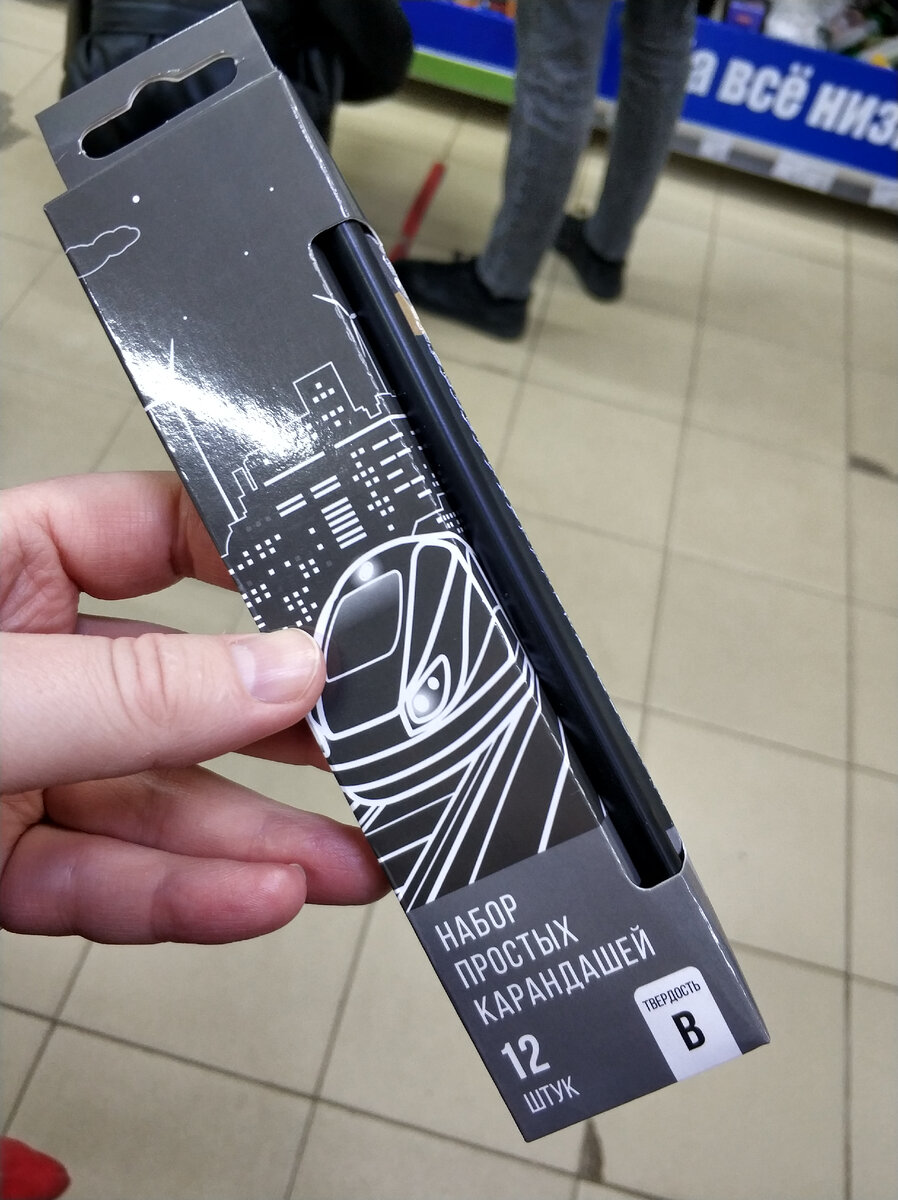 а всё низ
НАБОР
ПРОСТЫХ
КАРАНДАШЕЙ
12
ШТУК
ТВЕРДОСТЬ
B